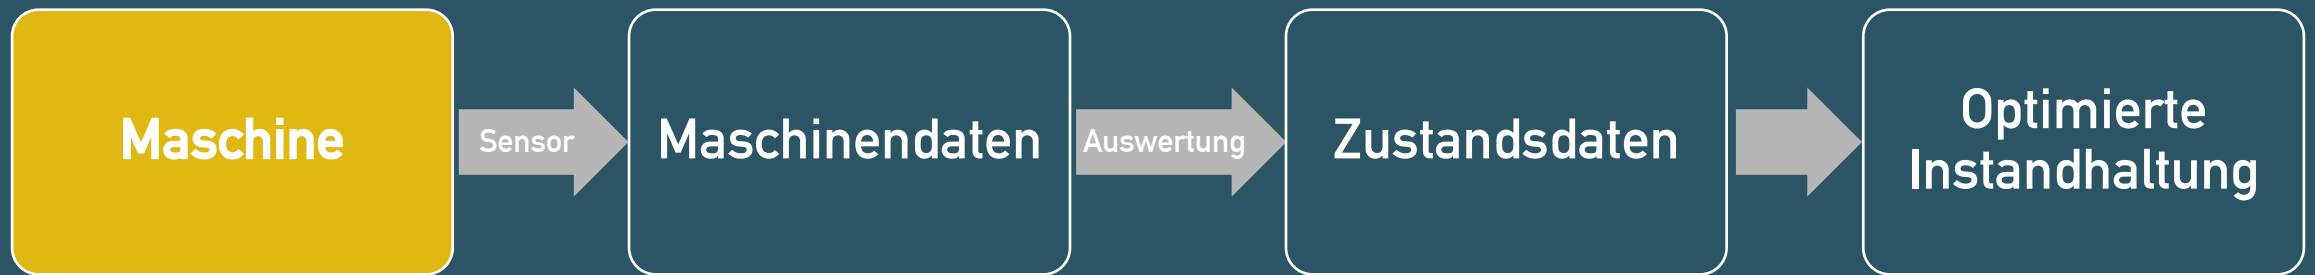 Maschine
Sensor
Maschinendaten
Auswertung
Zustandsdaten
Optimierte
Instandhaltung